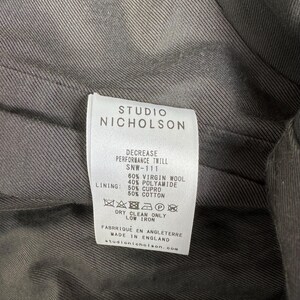 STUDIO
NICHOLSON
DECREASE
PERFORMANCE TWILL
SNW-111
60% VIRGIN WOOL
40% POLYAMIDE
LINING: 50% CUPRO
50% COTTON
DRY CLEAN ONLY
LOW IRON
FABRIQUÉ EN ANGLETERRE
MADE IN ENGLAND
studionicholson.com